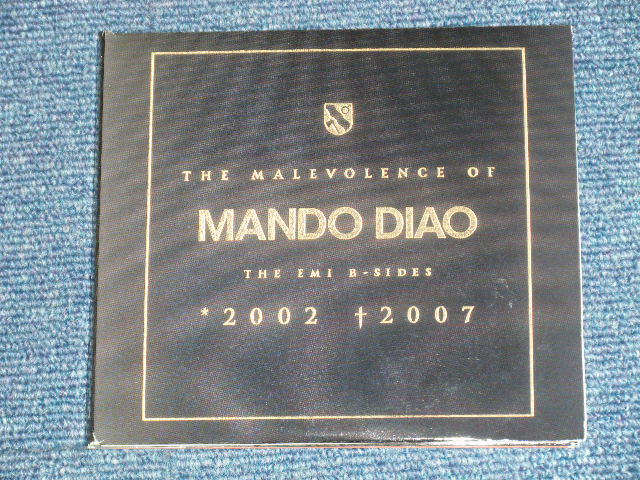 THE MALEVOLENCE OF
MANDO DIAO
THE EMI B-SIDES
*2002 †2007